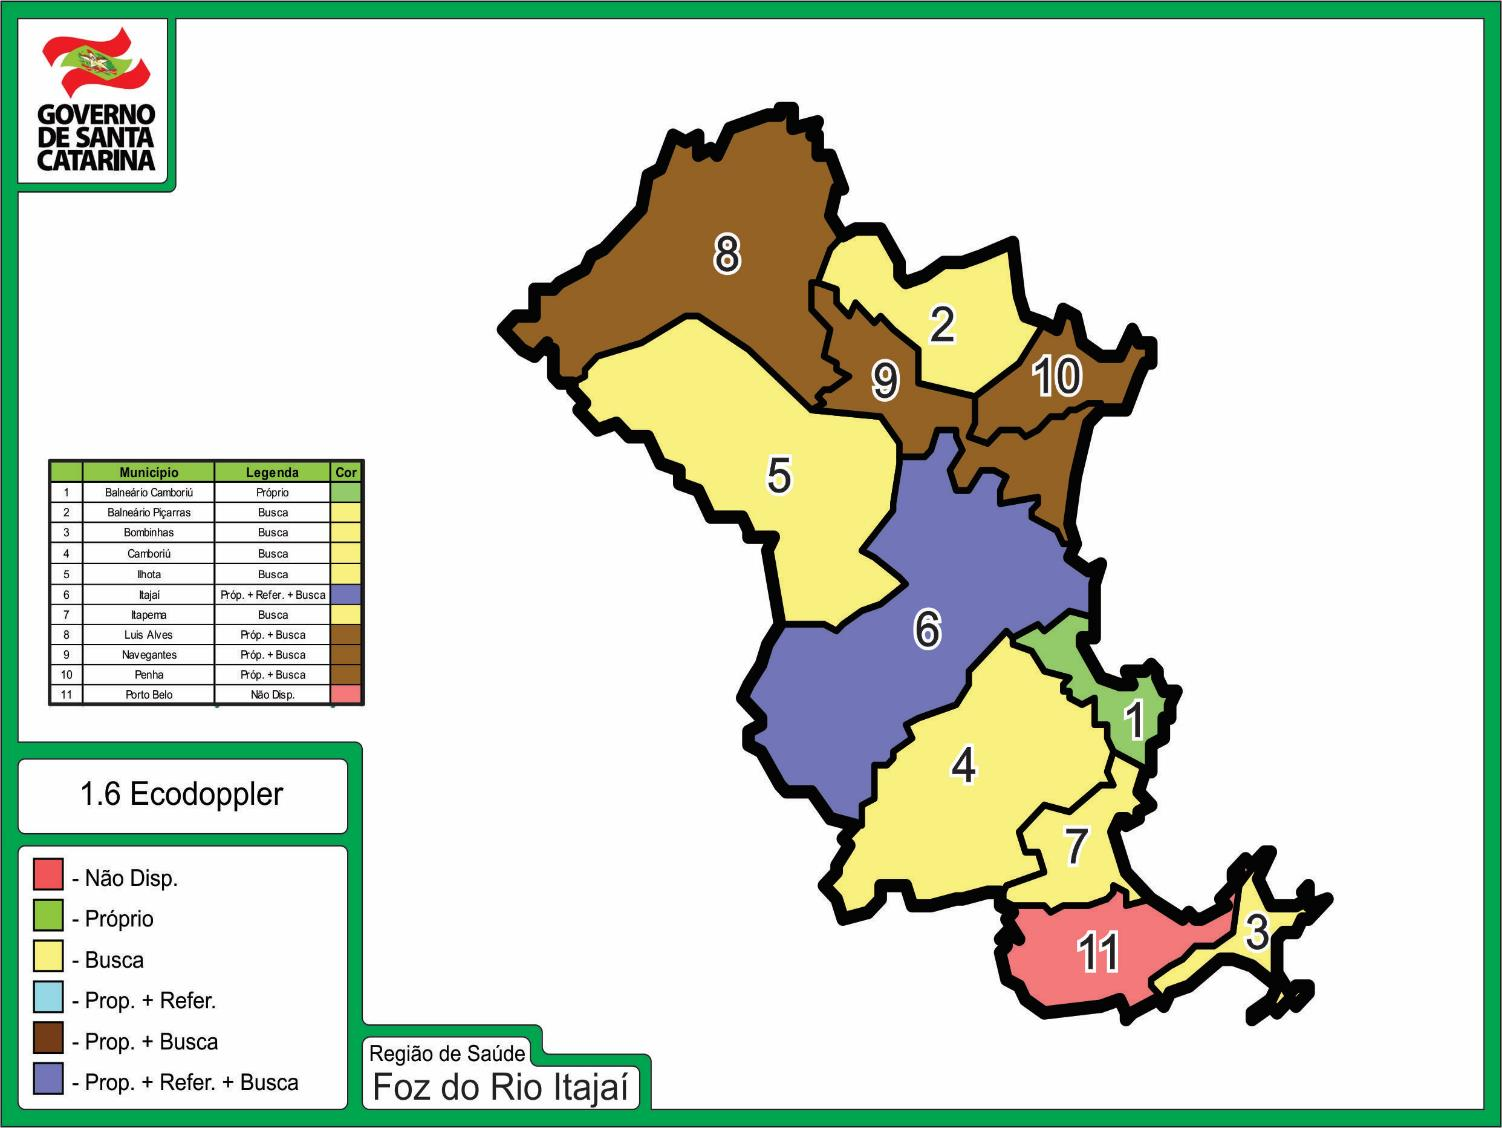 GOVERNO
DE SANTA
CATARINA
8
2
10
9
5
6
1
4
7
3
11
Município Legenda Cor
1 Balneário Camboriú Próprio
2 Balneário Piçarras Busca
3 Bombinhas Busca
4 Camboriú Busca
5 Ilhota Busca
6 Itajaí Próp. + Refer. + Busca
7 Itapema Busca
8 Luis Alves Próp. + Busca
9 Navegantes Próp. + Busca
10 Penha Próp. + Busca
11 Porto Belo Não Disp.
1.6 Ecodoppler
- Não Disp.
- Próprio
- Busca
- Prop. + Refer.
- Prop. + Busca
- Prop. + Refer. + Busca
Região de Saúde
Foz do Rio Itajaí